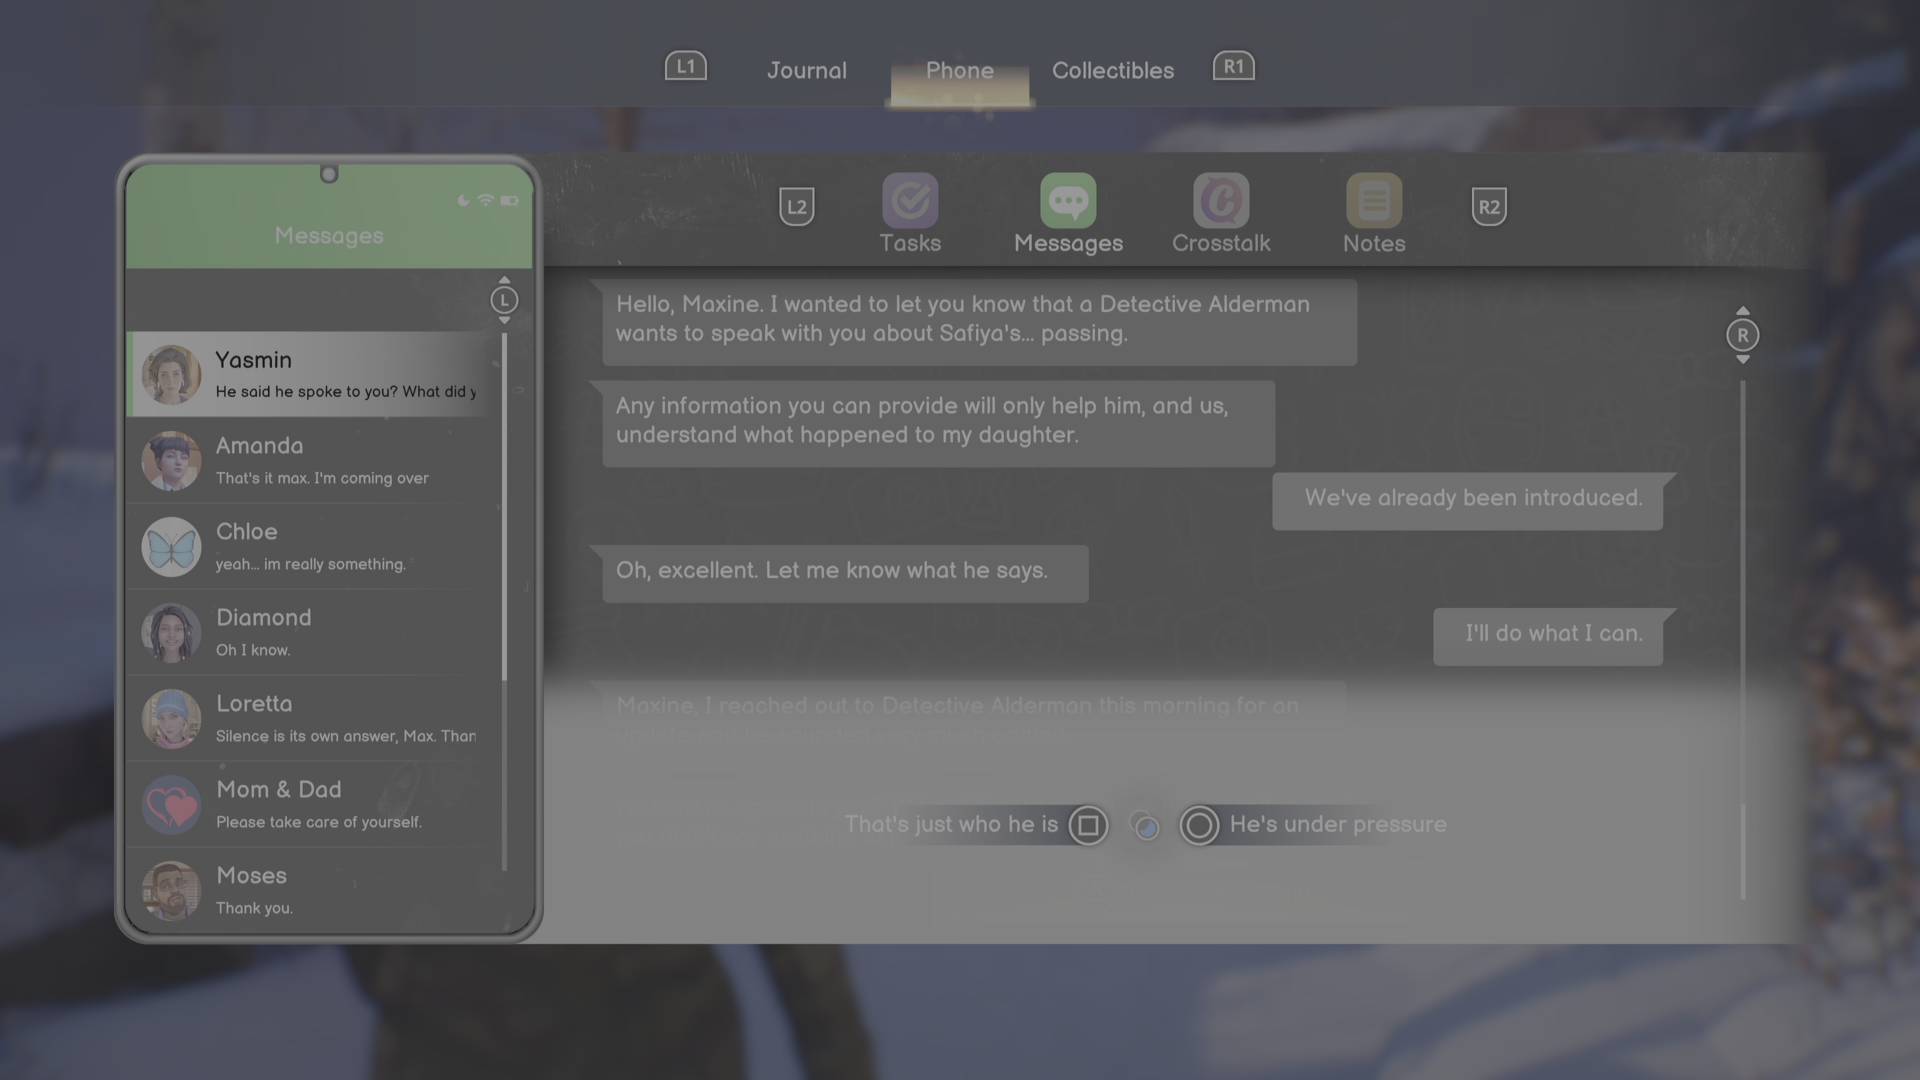 L1
Journal
Phone
Collectibles
R1
Messages
L
Yasmin
He said he spoke to you? What did y
Amanda
That's it max. I'm coming over
Chloe
yeah... im really something.
Diamond
Oh I know.
Loretta
Silence is its own answer, Max. Than
Mom & Dad
Please take care of yourself.
Moses
Thank you.
L2
Tasks
Messages
Crosstalk
Notes
R2
Hello, Maxine. I wanted to let you know that a Detective Alderman
wants to speak with you about Safiya's... passing.
Any information you can provide will only help him, and us,
understand what happened to my daughter.
We've already been introduced.
Oh, excellent. Let me know what he says.
I'll do what I can.
Maxine, I reached out to Detective Alderman this morning for an
R
That's just who he is
He's under pressure